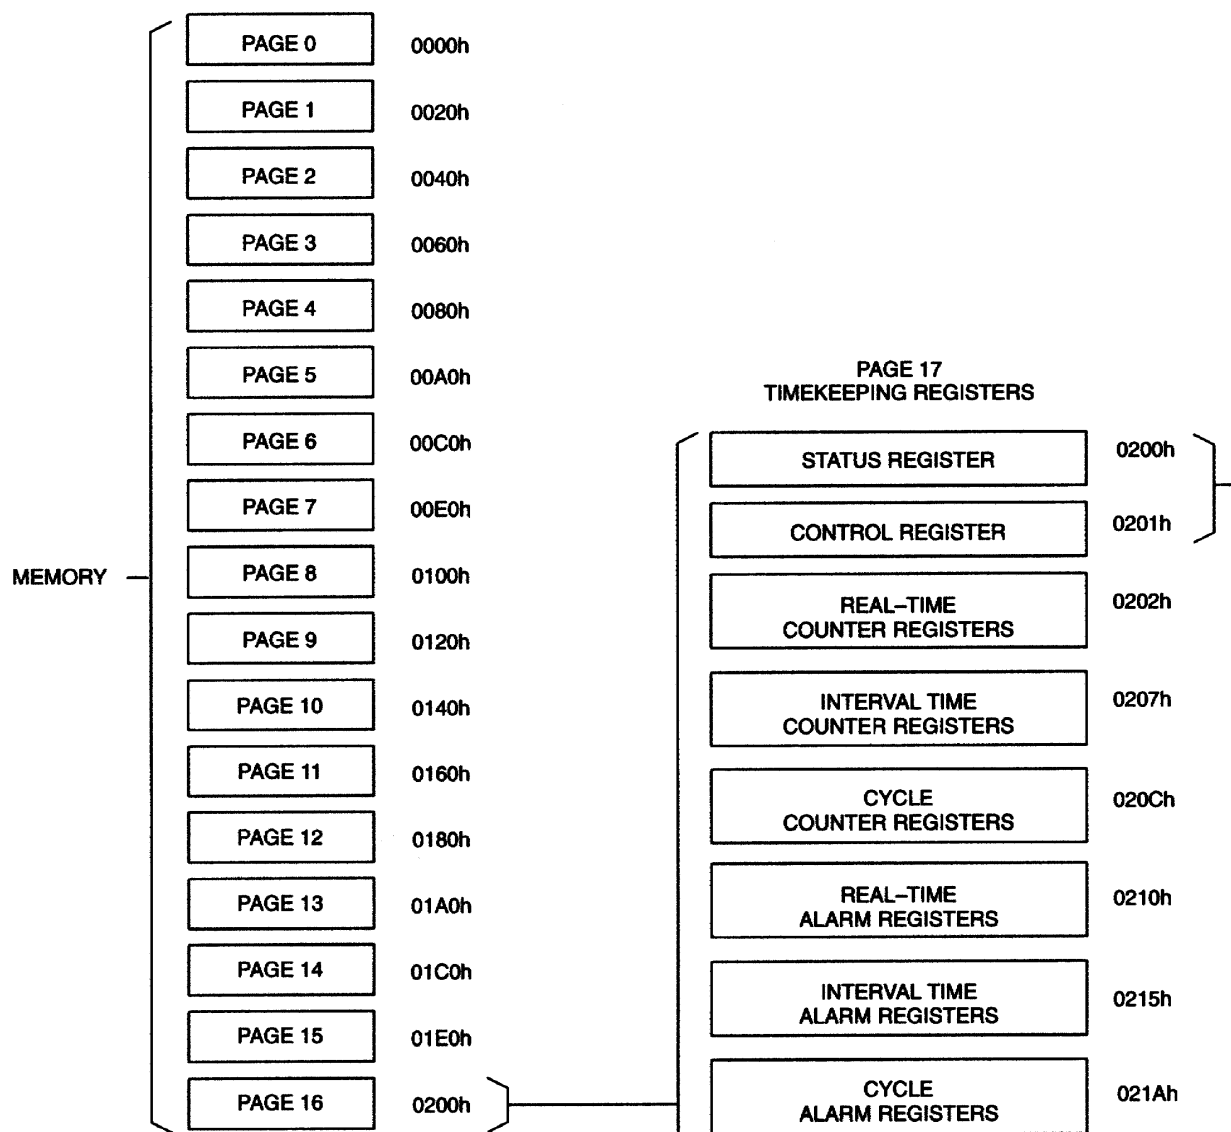 PAGE 0 0000h
PAGE 1 0020h
PAGE 2 0040h
PAGE 3 0060h
PAGE 4 0080h
PAGE 5 00A0h
PAGE 6 00C0h
PAGE 7 00E0h
MEMORY
PAGE 8 0100h
PAGE 9 0120h
PAGE 10 0140h
PAGE 11 0160h
PAGE 12 0180h
PAGE 13 01A0h
PAGE 14 01C0h
PAGE 15 01E0h
PAGE 16 0200h
PAGE 17
TIMEKEEPING REGISTERS
STATUS REGISTER 0200h
CONTROL REGISTER 0201h
REAL–TIME 0202h
COUNTER REGISTERS
INTERVAL TIME 0207h
COUNTER REGISTERS
CYCLE 020Ch
COUNTER REGISTERS
REAL–TIME 0210h
ALARM REGISTERS
INTERVAL TIME 0215h
ALARM REGISTERS
CYCLE 021Ah
ALARM REGISTERS